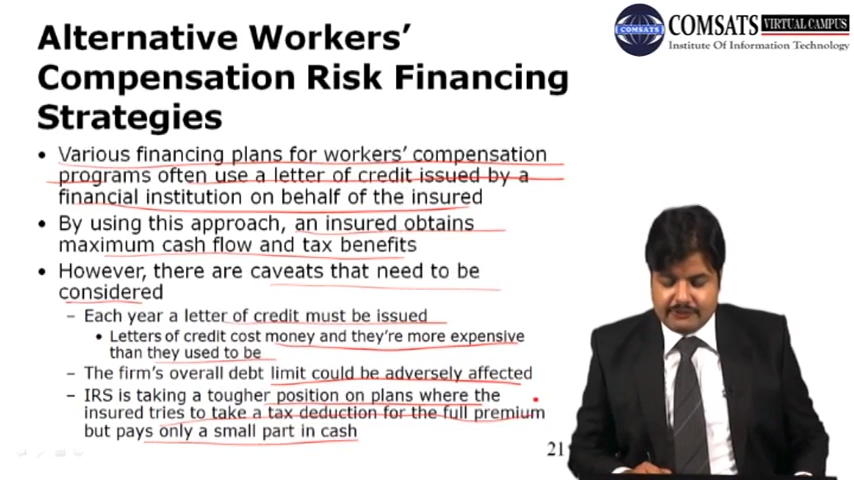 Alternative Workers'
Compensation Risk Financing
Strategies
COMSATS
COMSATS VIRTUAL CAMPUS
Institute Of Information Technology
• Various financing plans for workers' compensation
programs often use a letter of credit issued by a
financial institution on behalf of the insured
• By using this approach, an insured obtains
maximum cash flow and tax benefits
• However, there are caveats that need to be
considered
– Each year a letter of credit must be issued
• Letters of credit cost money and they're more expensive
than they used to be
– The firm's overall debt limit could be adversely affected
– IRS is taking a tougher position on plans where the
insured tries to take a tax deduction for the full premium
but pays only a small part in cash
21